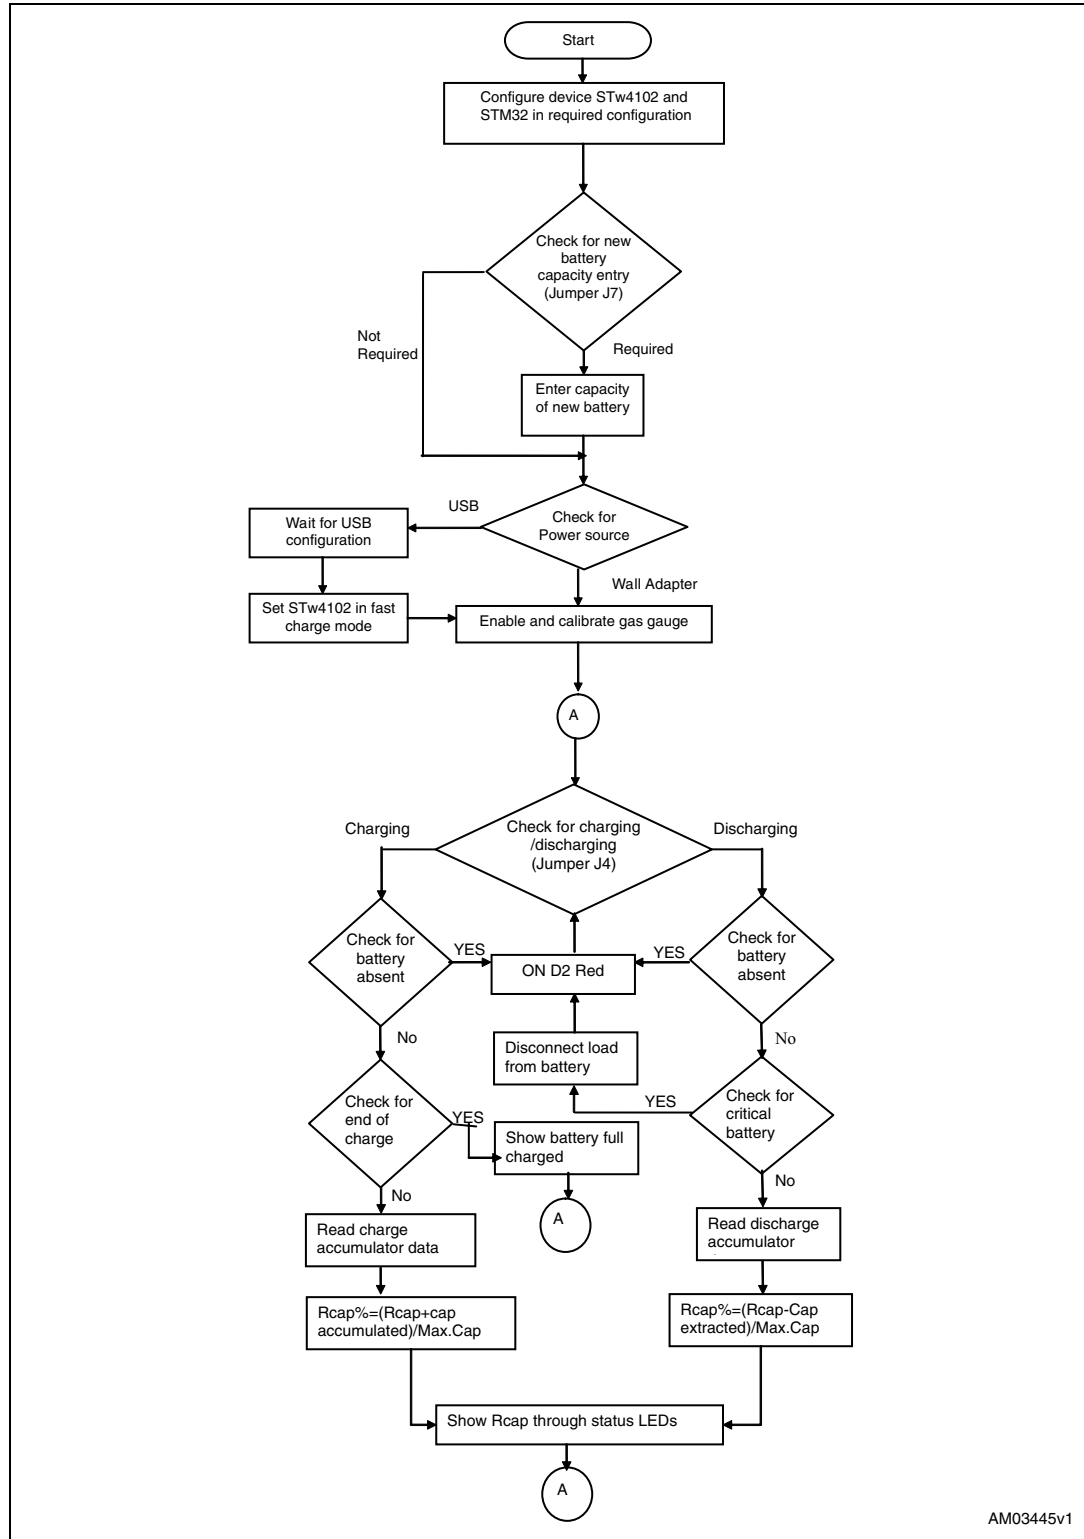 Start
Configure device STw4102 and
STM32 in required configuration
Check for new
battery
capacity entry
(Jumper J7)
Not
Required
Required
Enter capacity
of new battery
USB
Check for
Power source
Wait for USB
configuration
Wall Adapter
Set STw4102 in fast
charge mode
Enable and calibrate gas gauge
A
Charging
Check for charging
/discharging
(Jumper J4)
Discharging
Check for
battery
absent
YES
ON D2 Red
YES
Check for
battery
absent
No
Disconnect load
from battery
No
Check for
end of
charge
YES
Show battery full
charged
YES
Check for
critical
battery
No
A
No
Read charge
accumulator data
Read discharge
accumulator
Rcap%=(Rcap+cap
accumulated)/Max.Cap
Rcap%=(Rcap-Cap
extracted)/Max.Cap
Show Rcap through status LEDs
A
AM03445v1